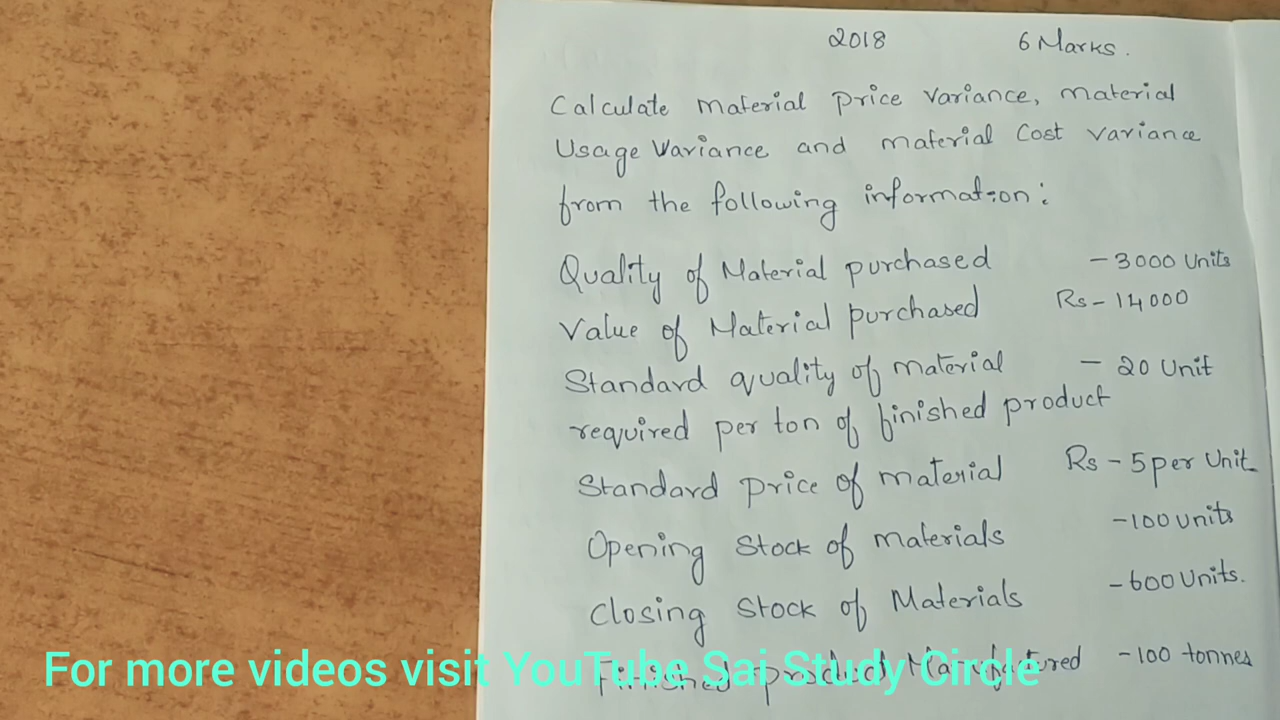 2018 6 Marks.
Calculate material price variance, material
Usage Variance and material Cost variance
from the following information:
Quality of Material purchased - 3000 Units
Value of Material purchased Rs - 14000
Standard quality of material - 20 Unit
required per ton of finished product
Standard price of material Rs - 5 per Unit
Opening Stock of materials - 100 units
Closing Stock of Materials - 600 Units.
Finished product Manufactured - 100 tonnes
For more videos visit YouTube Sai Study Circle